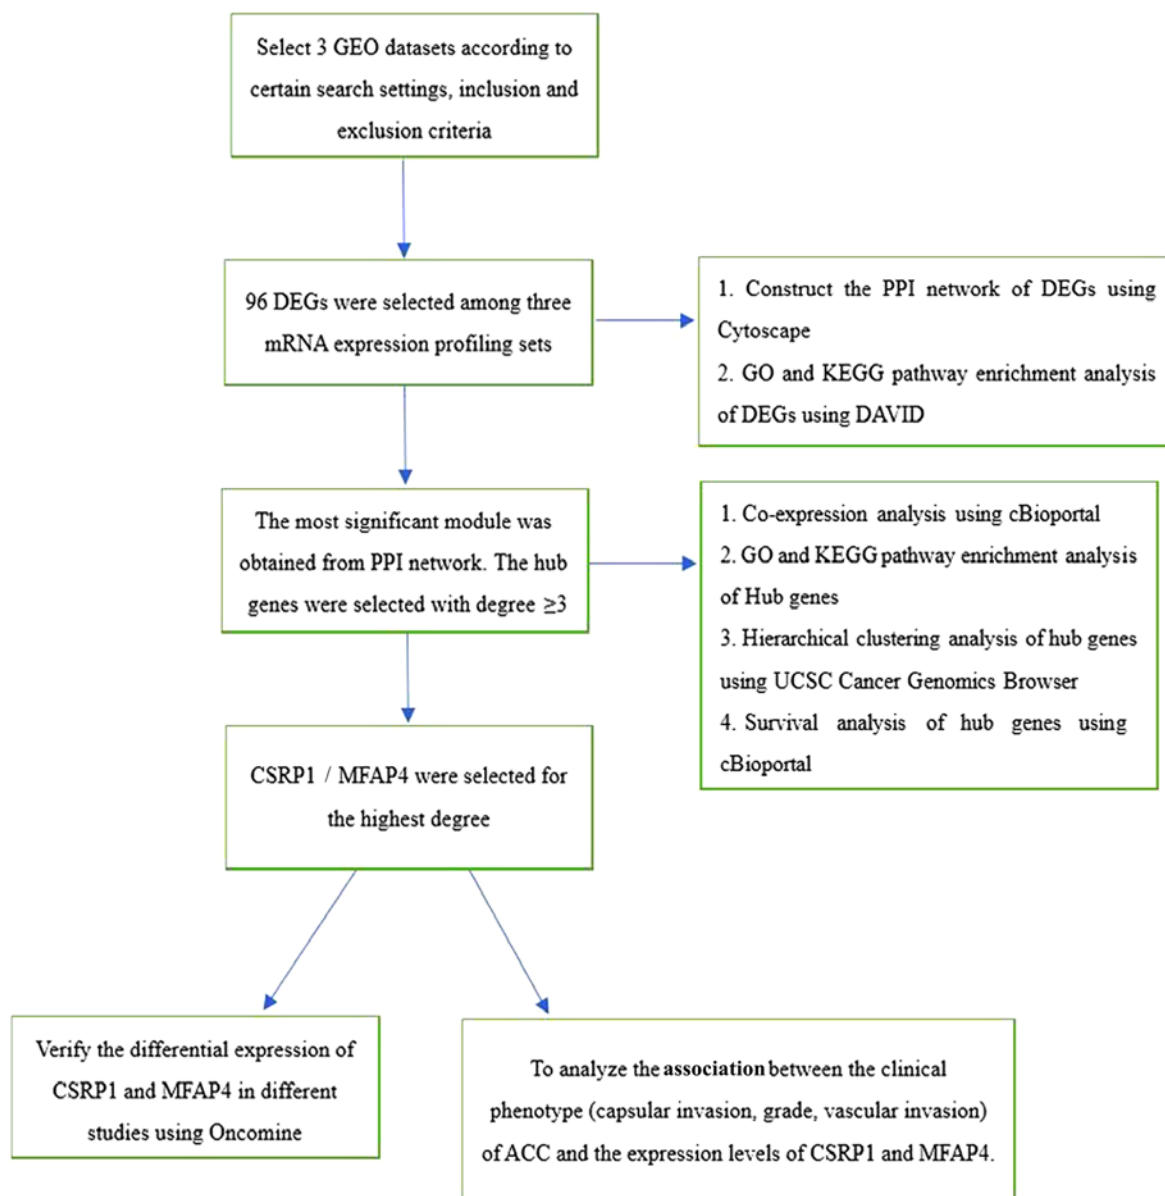 Select 3 GEO datasets according to
certain search settings, inclusion and
exclusion criteria
96 DEGs were selected among three
mRNA expression profiling sets
1. Construct the PPI network of DEGs using
Cytoscape
2. GO and KEGG pathway enrichment analysis
of DEGs using DAVID
The most significant module was
obtained from PPI network. The hub
genes were selected with degree ≥3
1. Co-expression analysis using cBioportal
2. GO and KEGG pathway enrichment analysis
of Hub genes
3. Hierarchical clustering analysis of hub genes
using UCSC Cancer Genomics Browser
4. Survival analysis of hub genes using
cBioportal
CSRP1 / MFAP4 were selected for
the highest degree
Verify the differential expression of
CSRP1 and MFAP4 in different
studies using Oncomine
To analyze the association between the clinical
phenotype (capsular invasion, grade, vascular invasion)
of ACC and the expression levels of CSRP1 and MFAP4.